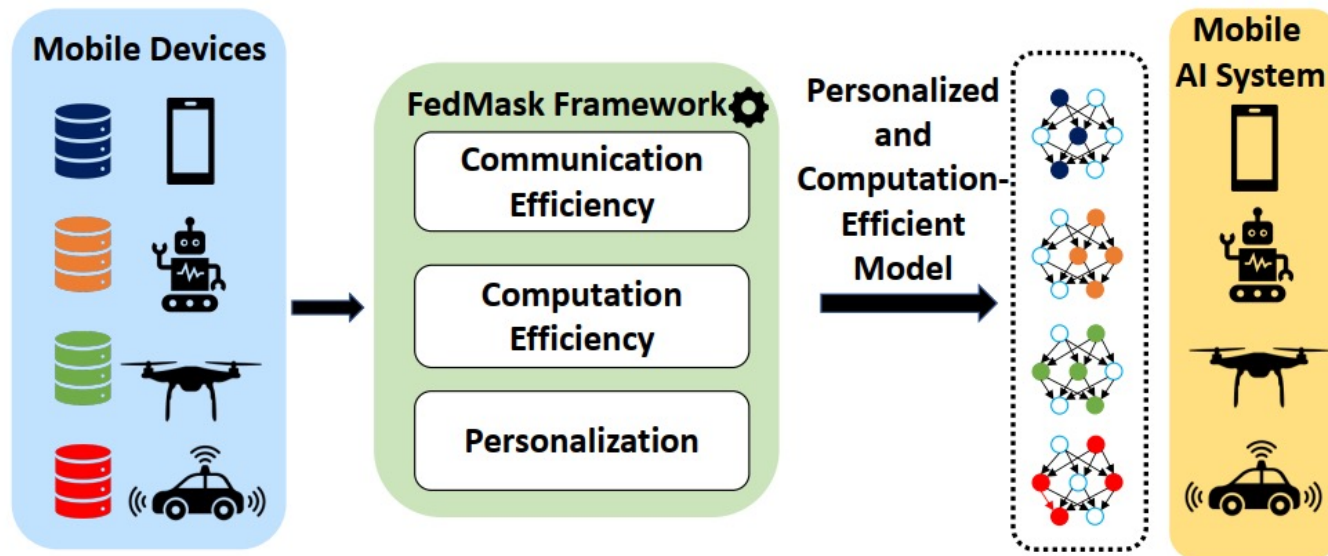 Mobile Devices
FedMask Framework
Communication
Efficiency
Computation
Efficiency
Personalization
Personalized
and
Computation-
Efficient
Model
Mobile
AI System